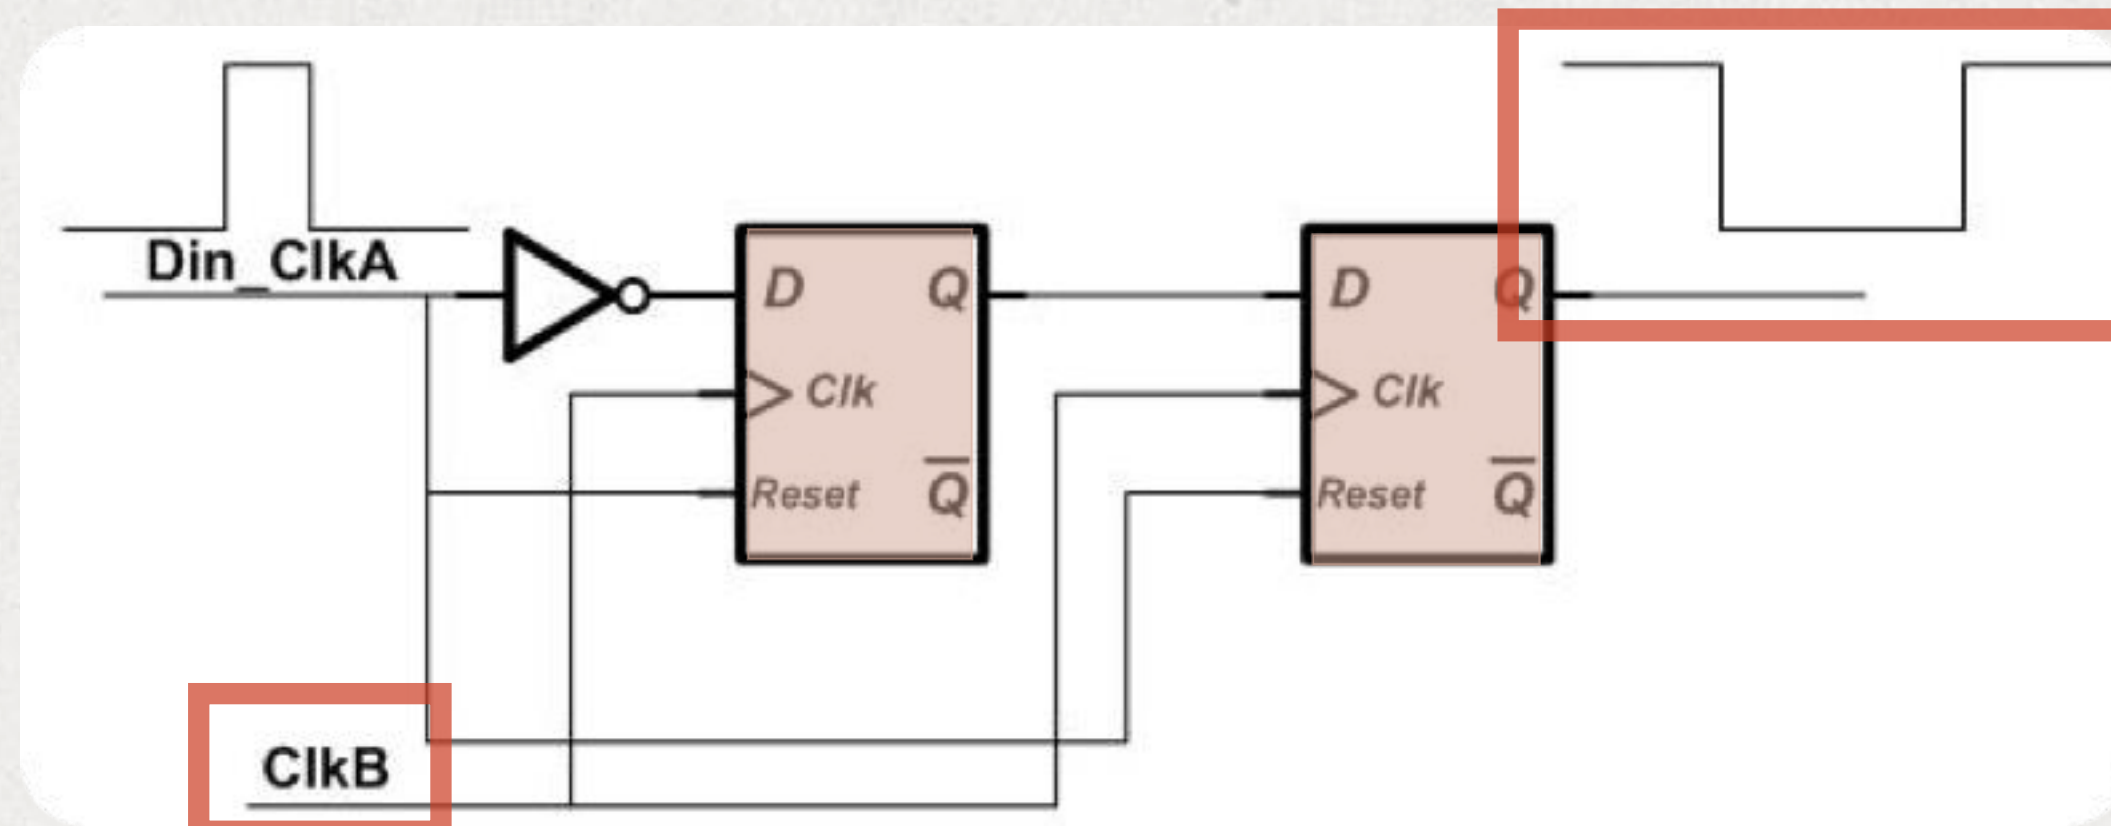 Din_ClkA
D Q
D Q
Clk
Clk
Reset Q̅
Reset Q̅
ClkB